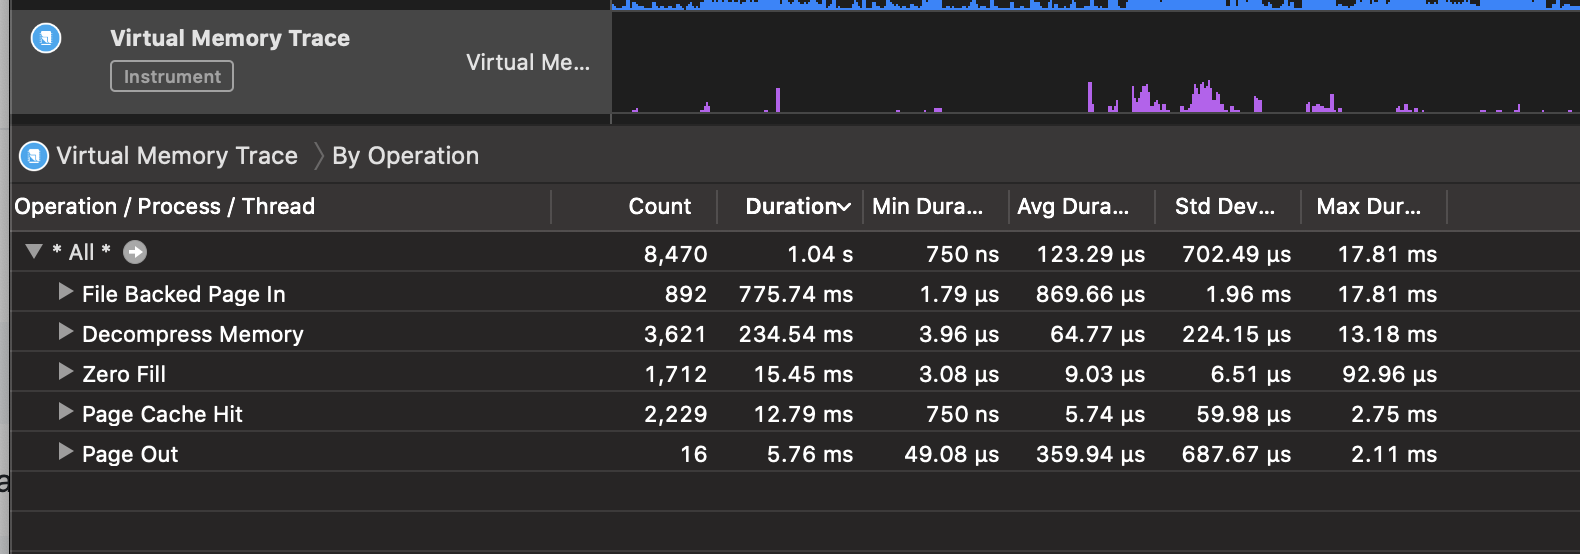 Virtual Memory Trace
Instrument
Virtual Me...
Virtual Memory Trace By Operation
Operation / Process / Thread Count Duration Min Dura... Avg Dura... Std Dev... Max Dur...
* All * 8,470 1.04 s 750 ns 123.29 µs 702.49 µs 17.81 ms
File Backed Page In 892 775.74 ms 1.79 µs 869.66 µs 1.96 ms 17.81 ms
Decompress Memory 3,621 234.54 ms 3.96 µs 64.77 µs 224.15 µs 13.18 ms
Zero Fill 1,712 15.45 ms 3.08 µs 9.03 µs 6.51 µs 92.96 µs
Page Cache Hit 2,229 12.79 ms 750 ns 5.74 µs 59.98 µs 2.75 ms
Page Out 16 5.76 ms 49.08 µs 359.94 µs 687.67 µs 2.11 ms
a